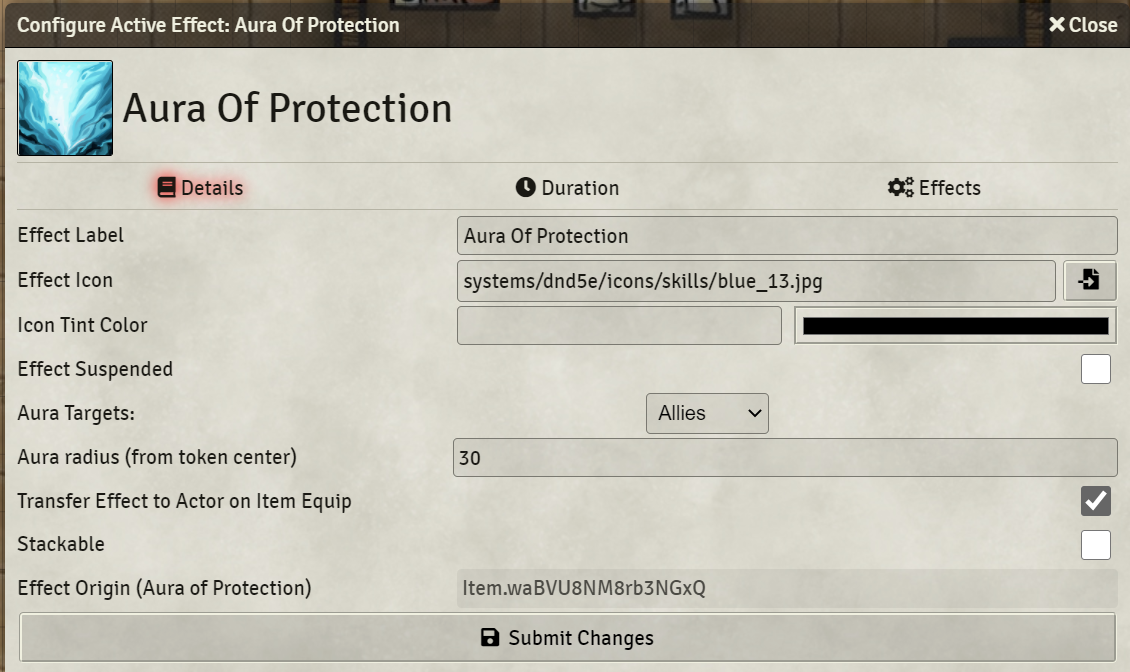 Configure Active Effect: Aura Of Protection
Close
Aura Of Protection
Details
Duration
Effects
Effect Label
Aura Of Protection
Effect Icon
systems/dnd5e/icons/skills/blue_13.jpg
Icon Tint Color
Effect Suspended
Aura Targets:
Allies
Aura radius (from token center)
30
Transfer Effect to Actor on Item Equip
Stackable
Effect Origin (Aura of Protection)
Item.waBVU8NM8rb3NGxQ
Submit Changes